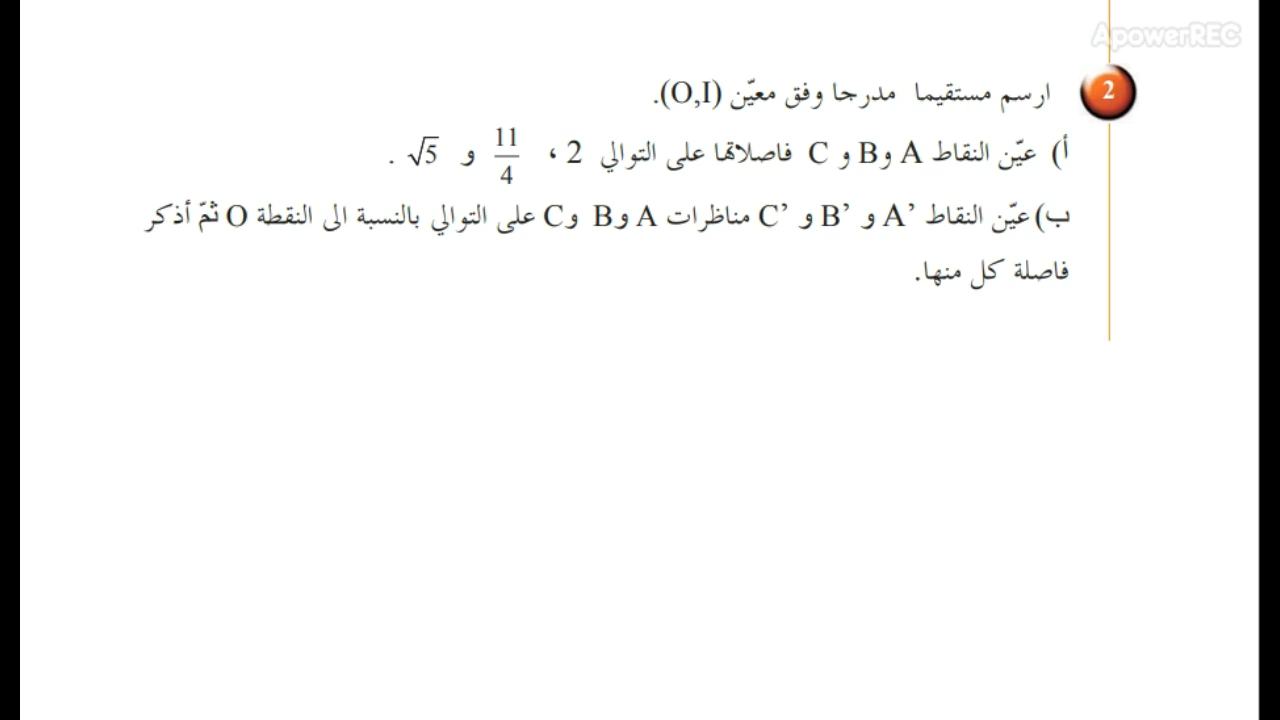 ApowerREC
2 ارسم مستقيما مدرجا وفق معيّن (O,I).
أ) عيّن النقاط A وB و C فاصلاتها على التوالي 2 ، 11/4 و √5 .
ب) عيّن النقاط A’ و B’ و C’ مناظرات A وB وC على التوالي بالنسبة الى النقطة O ثمّ أذكر
فاصلة كل منها.